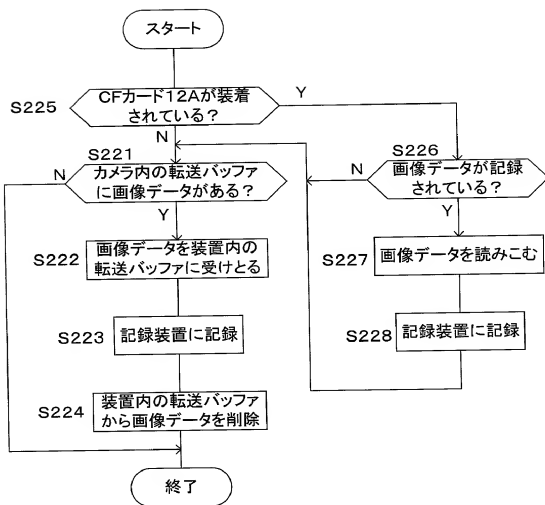 スタート
S225
CFカード12Aが装着
されている?
Y
N
S221
N
カメラ内の転送バッファ
に画像データがある?
Y
S226
N
画像データが記録
されている?
Y
S222
画像データを装置内の
転送バッファに受けとる
S227
画像データを読みこむ
S223
記録装置に記録
S228
記録装置に記録
S224
装置内の転送バッファ
から画像データを削除
終了